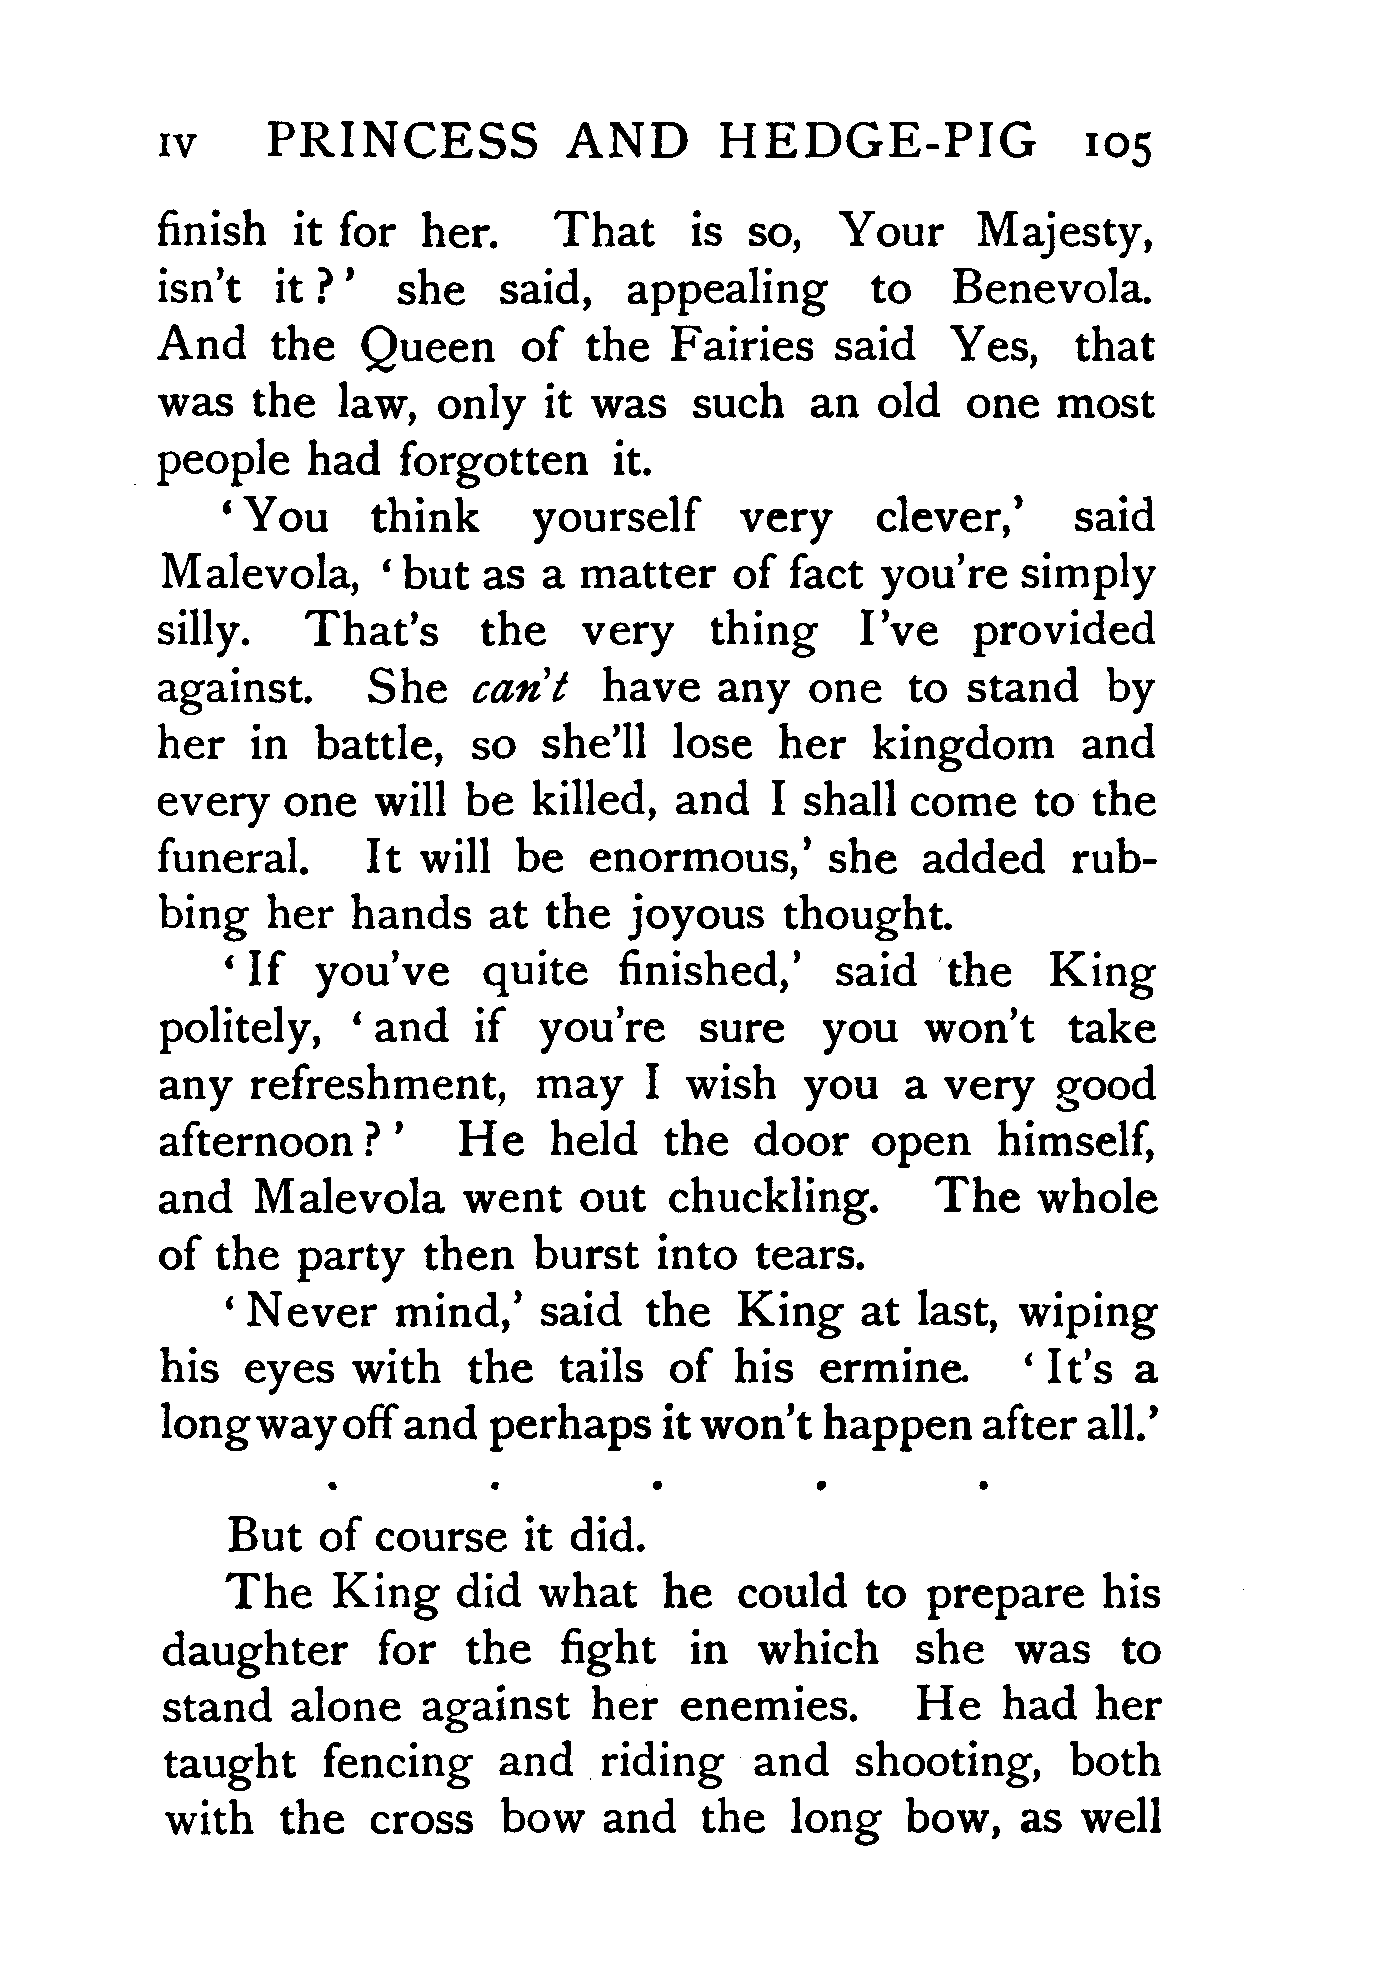 iv PRINCESS AND HEDGE-PIG 105
finish it for her. That is so, Your Majesty,
isn't it?' she said, appealing to Benevola.
And the Queen of the Fairies said Yes, that
was the law, only it was such an old one most
people had forgotten it.
'You think yourself very clever,' said
Malevola, 'but as a matter of fact you're simply
silly. That's the very thing I've provided
against. She can't have any one to stand by
her in battle, so she'll lose her kingdom and
every one will be killed, and I shall come to the
funeral. It will be enormous,' she added rub-
bing her hands at the joyous thought.
'If you've quite finished,' said the King
politely, 'and if you're sure you won't take
any refreshment, may I wish you a very good
afternoon?' He held the door open himself,
and Malevola went out chuckling. The whole
of the party then burst into tears.
'Never mind,' said the King at last, wiping
his eyes with the tails of his ermine. 'It's a
long way off and perhaps it won't happen after all.'
. . . . .
But of course it did.
The King did what he could to prepare his
daughter for the fight in which she was to
stand alone against her enemies. He had her
taught fencing and riding and shooting, both
with the cross bow and the long bow, as well